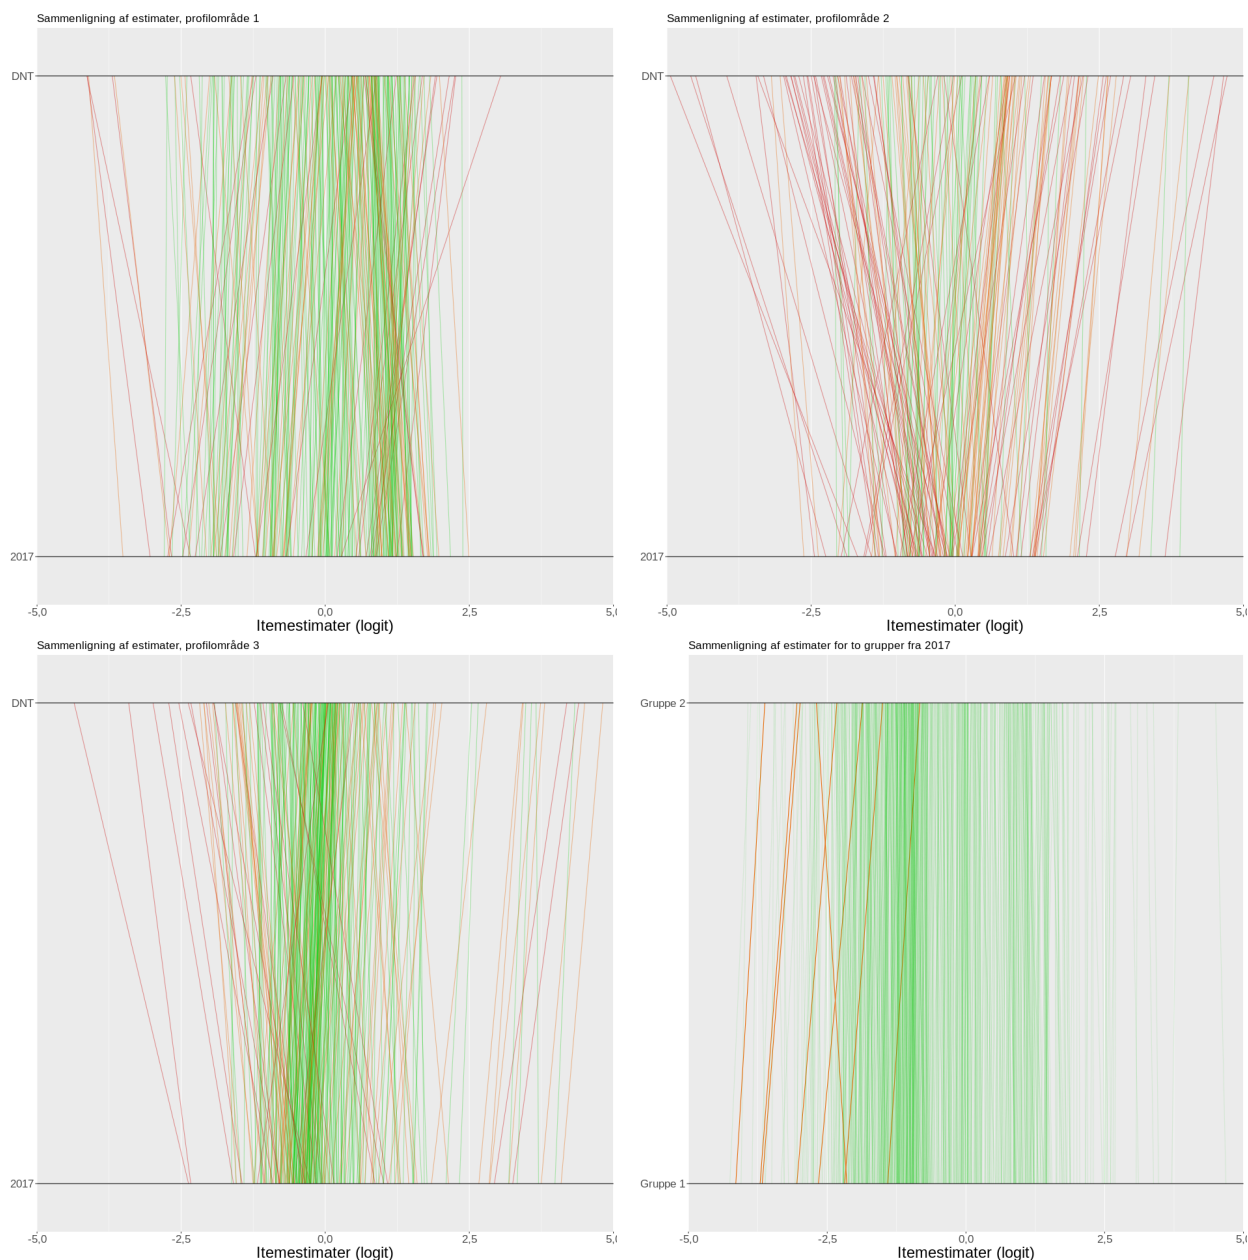 Sammenligning af estimater, profilområde 1
DNT
2017
-5,0 -2,5 0,0 2,5 5,(
Itemestimater (logit)
Sammenligning af estimater, profilområde 2
DNT
2017
-5,0 -2,5 0,0 2,5 5,0
Itemestimater (logit)
Sammenligning af estimater, profilområde 3
DNT
2017
-5,0 -2,5 0,0 2,5 5,(
Itemestimater (logit)
Sammenligning af estimater for to grupper fra 2017
Gruppe 2
Gruppe 1
-5,0 -2,5 0,0 2,5 5,0
Itemestimater (logit)